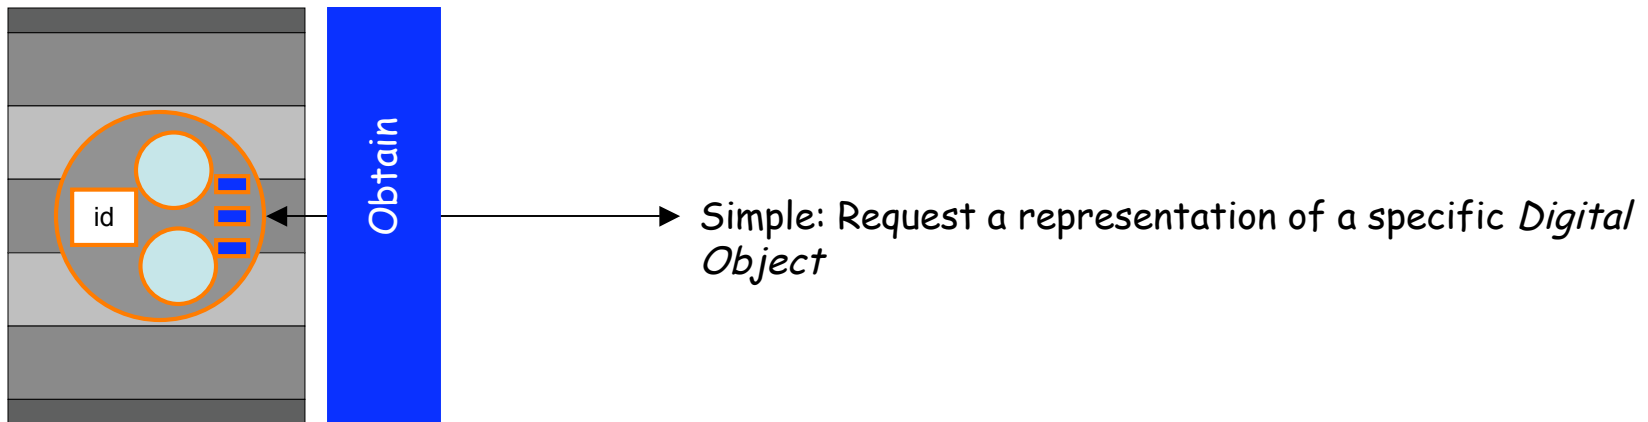 id
Obtain
Simple: Request a representation of a specific Digital
Object